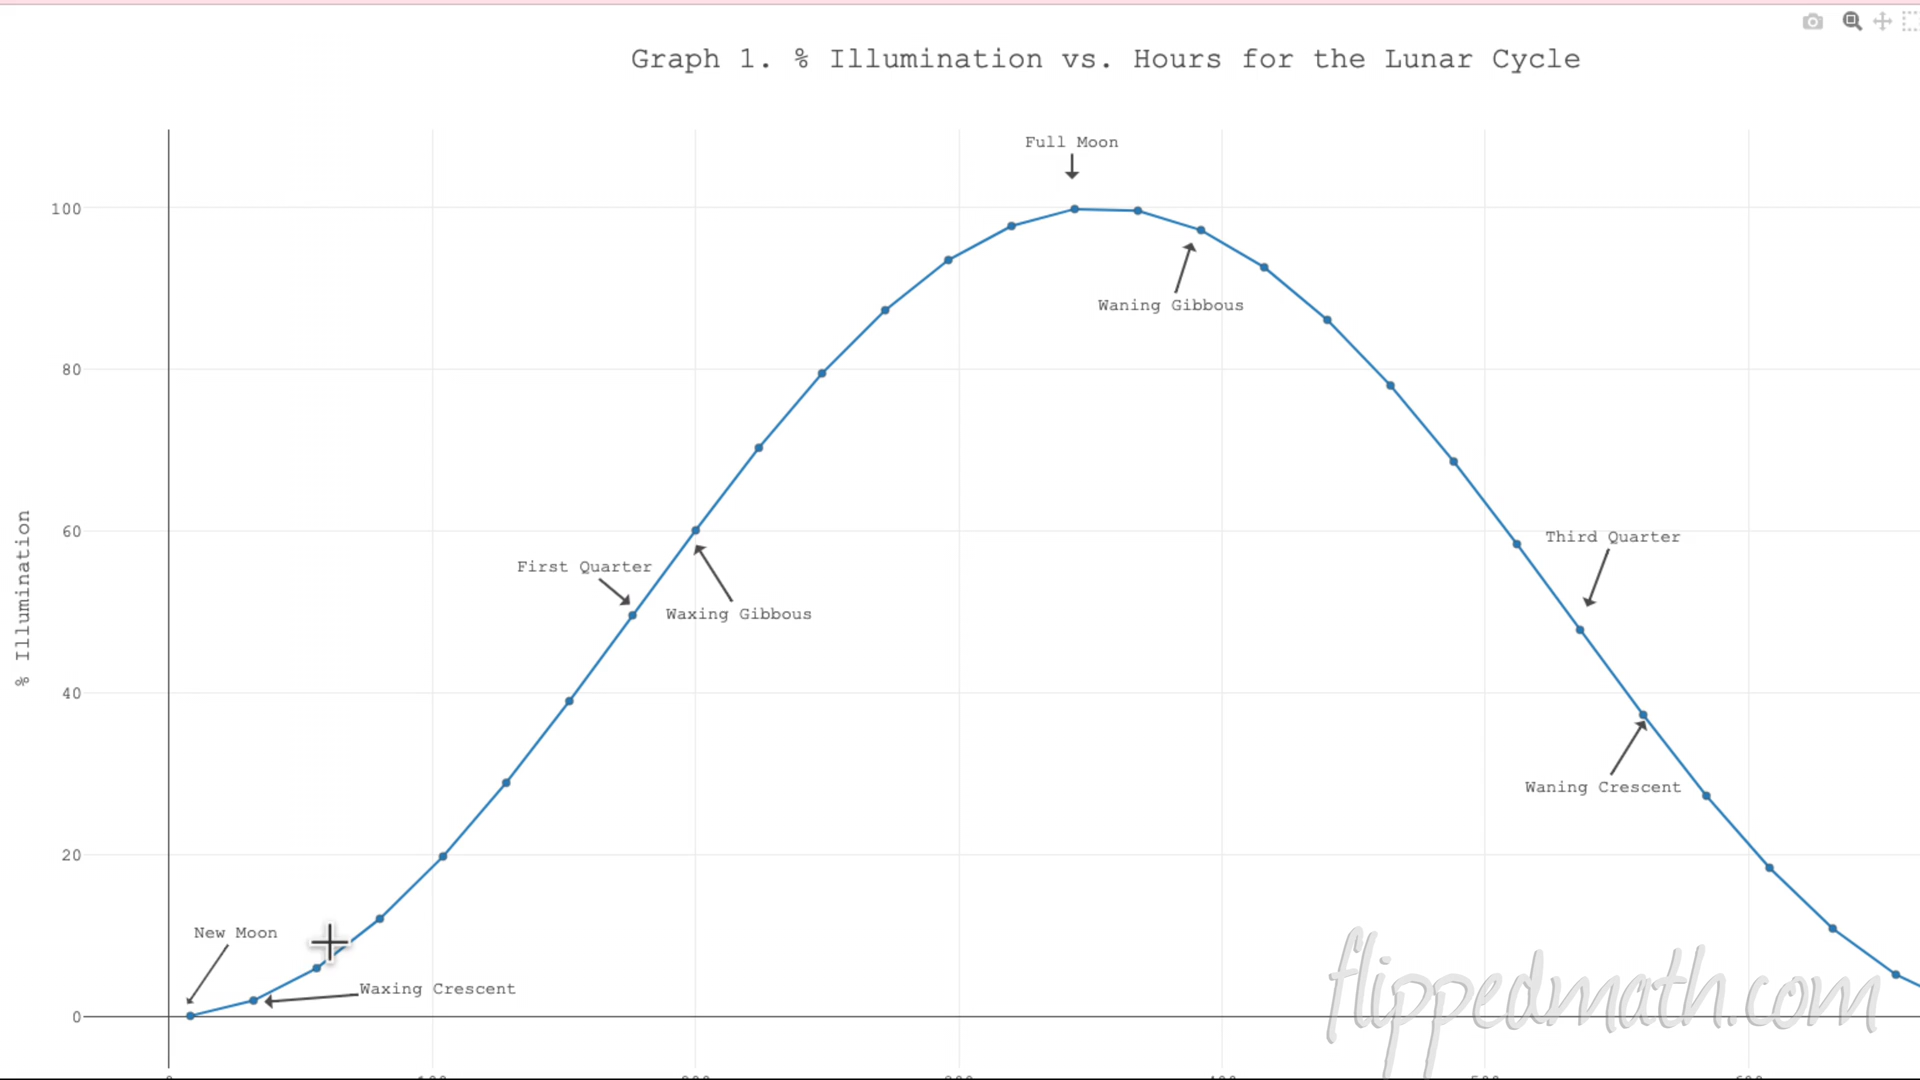 Graph 1. % Illumination vs. Hours for the Lunar Cycle
Full Moon
100
Waning Gibbous
80
60
Third Quarter
First Quarter
Waxing Gibbous
% Illumination
40
Waning Crescent
20
New Moon
Waxing Crescent
0
flippedmath.com